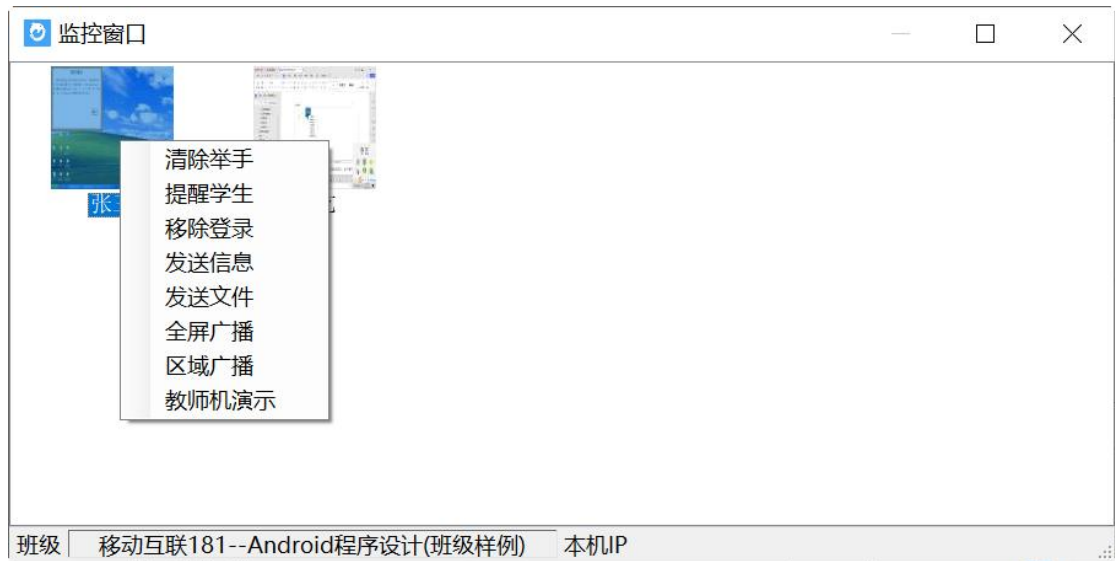 监控窗口
清除举手
提醒学生
移除登录
发送信息
发送文件
全屏广播
区域广播
教师机演示
张
班级 移动互联181--Android程序设计(班级样例) 本机IP